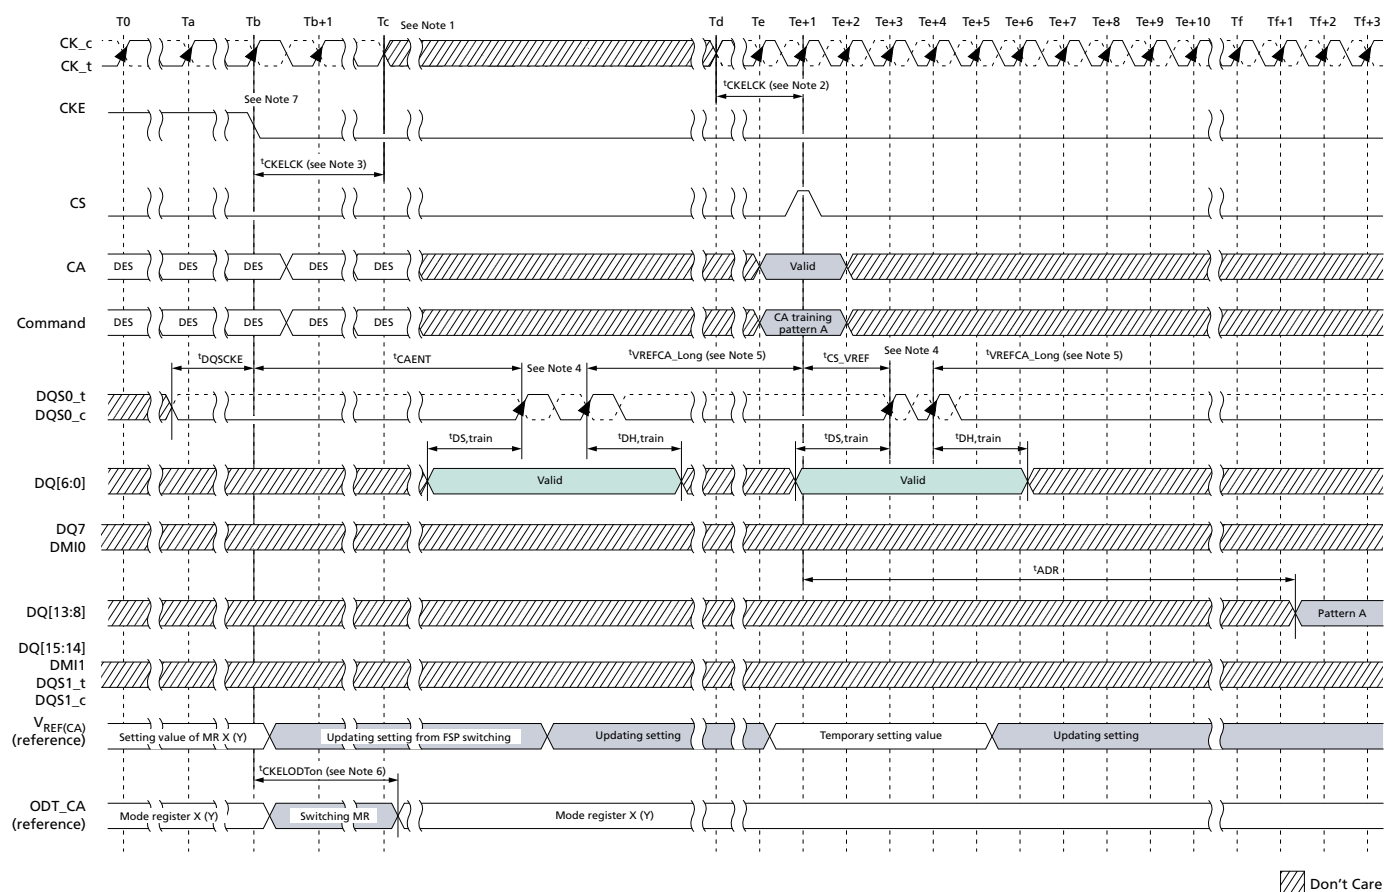 T0 Ta Tb Tb+1 Tc See Note 1 Td Te Te+1 Te+2 Te+3 Te+4 Te+5 Te+6 Te+7 Te+8 Te+9 Te+10 Tf Tf+1 Tf+2 Tf+3
CK_c
CK_t
tCKELCK (see Note 2)
CKE
See Note 7
tCKELCK (see Note 3)
CS
CA DES DES DES DES DES Valid
Command DES DES DES DES DES CA training
pattern A
tDQSCKE tCAENT See Note 4 tVREFCA_Long (see Note 5) tCS_VREF See Note 4 tVREFCA_Long (see Note 5)
DQS0_t
DQS0_c
tDS,train tDH,train tDS,train tDH,train
DQ[6:0] Valid Valid
DQ7
DMI0
tADR
DQ[13:8] Pattern A
DQ[15:14]
DMI1
DQS1_t
DQS1_c
VREF(CA)
(reference) Setting value of MR X (Y) Updating setting from FSP switching Updating setting Temporary setting value Updating setting
tCKELODTon (see Note 6)
ODT_CA
(reference) Mode register X (Y) Switching MR Mode register X (Y)
Don't Care